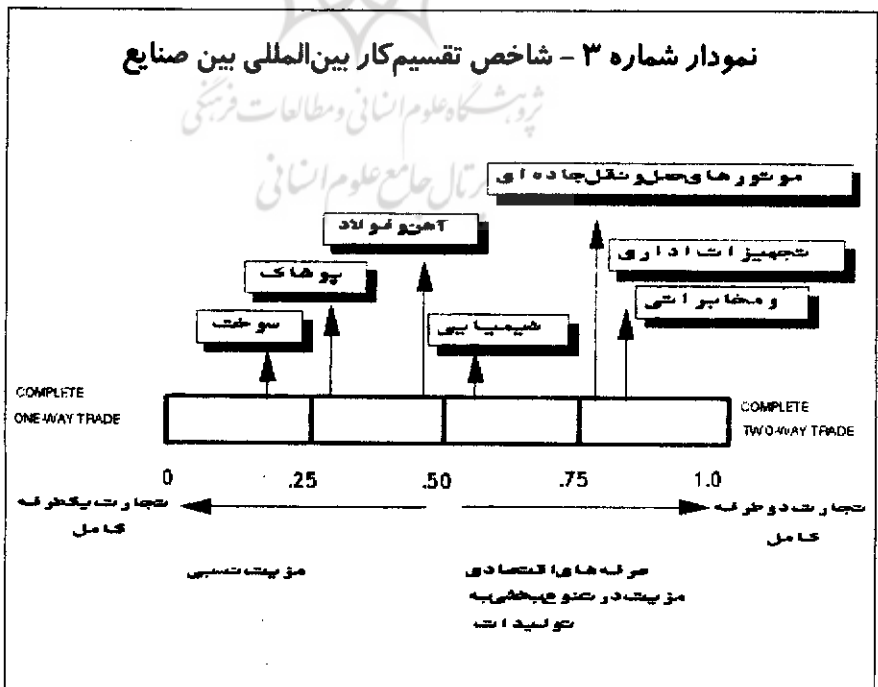 نمودار شماره ۳ – شاخص تقسیم‌کار بین‌المللی بین صنایع
پژوهشگاه علوم انسانی و مطالعات فرهنگی
پرتال جامع علوم انسانی
موتورهای حمل و نقل جاده‌ای
آهن و فولاد
تجهیزات اداری
پوشاک
و مخابراتی
سوخت
شیمیایی
COMPLETE
ONE-WAY TRADE
COMPLETE
TWO-WAY TRADE
0 .25 .50 .75 1.0
تجارت یکطرفه
کامل
تجارت دو طرفه
کامل
مزیت نسبی
صرفه‌های اقتصادی
مزیت در تنوع بخشی به
تولیدات